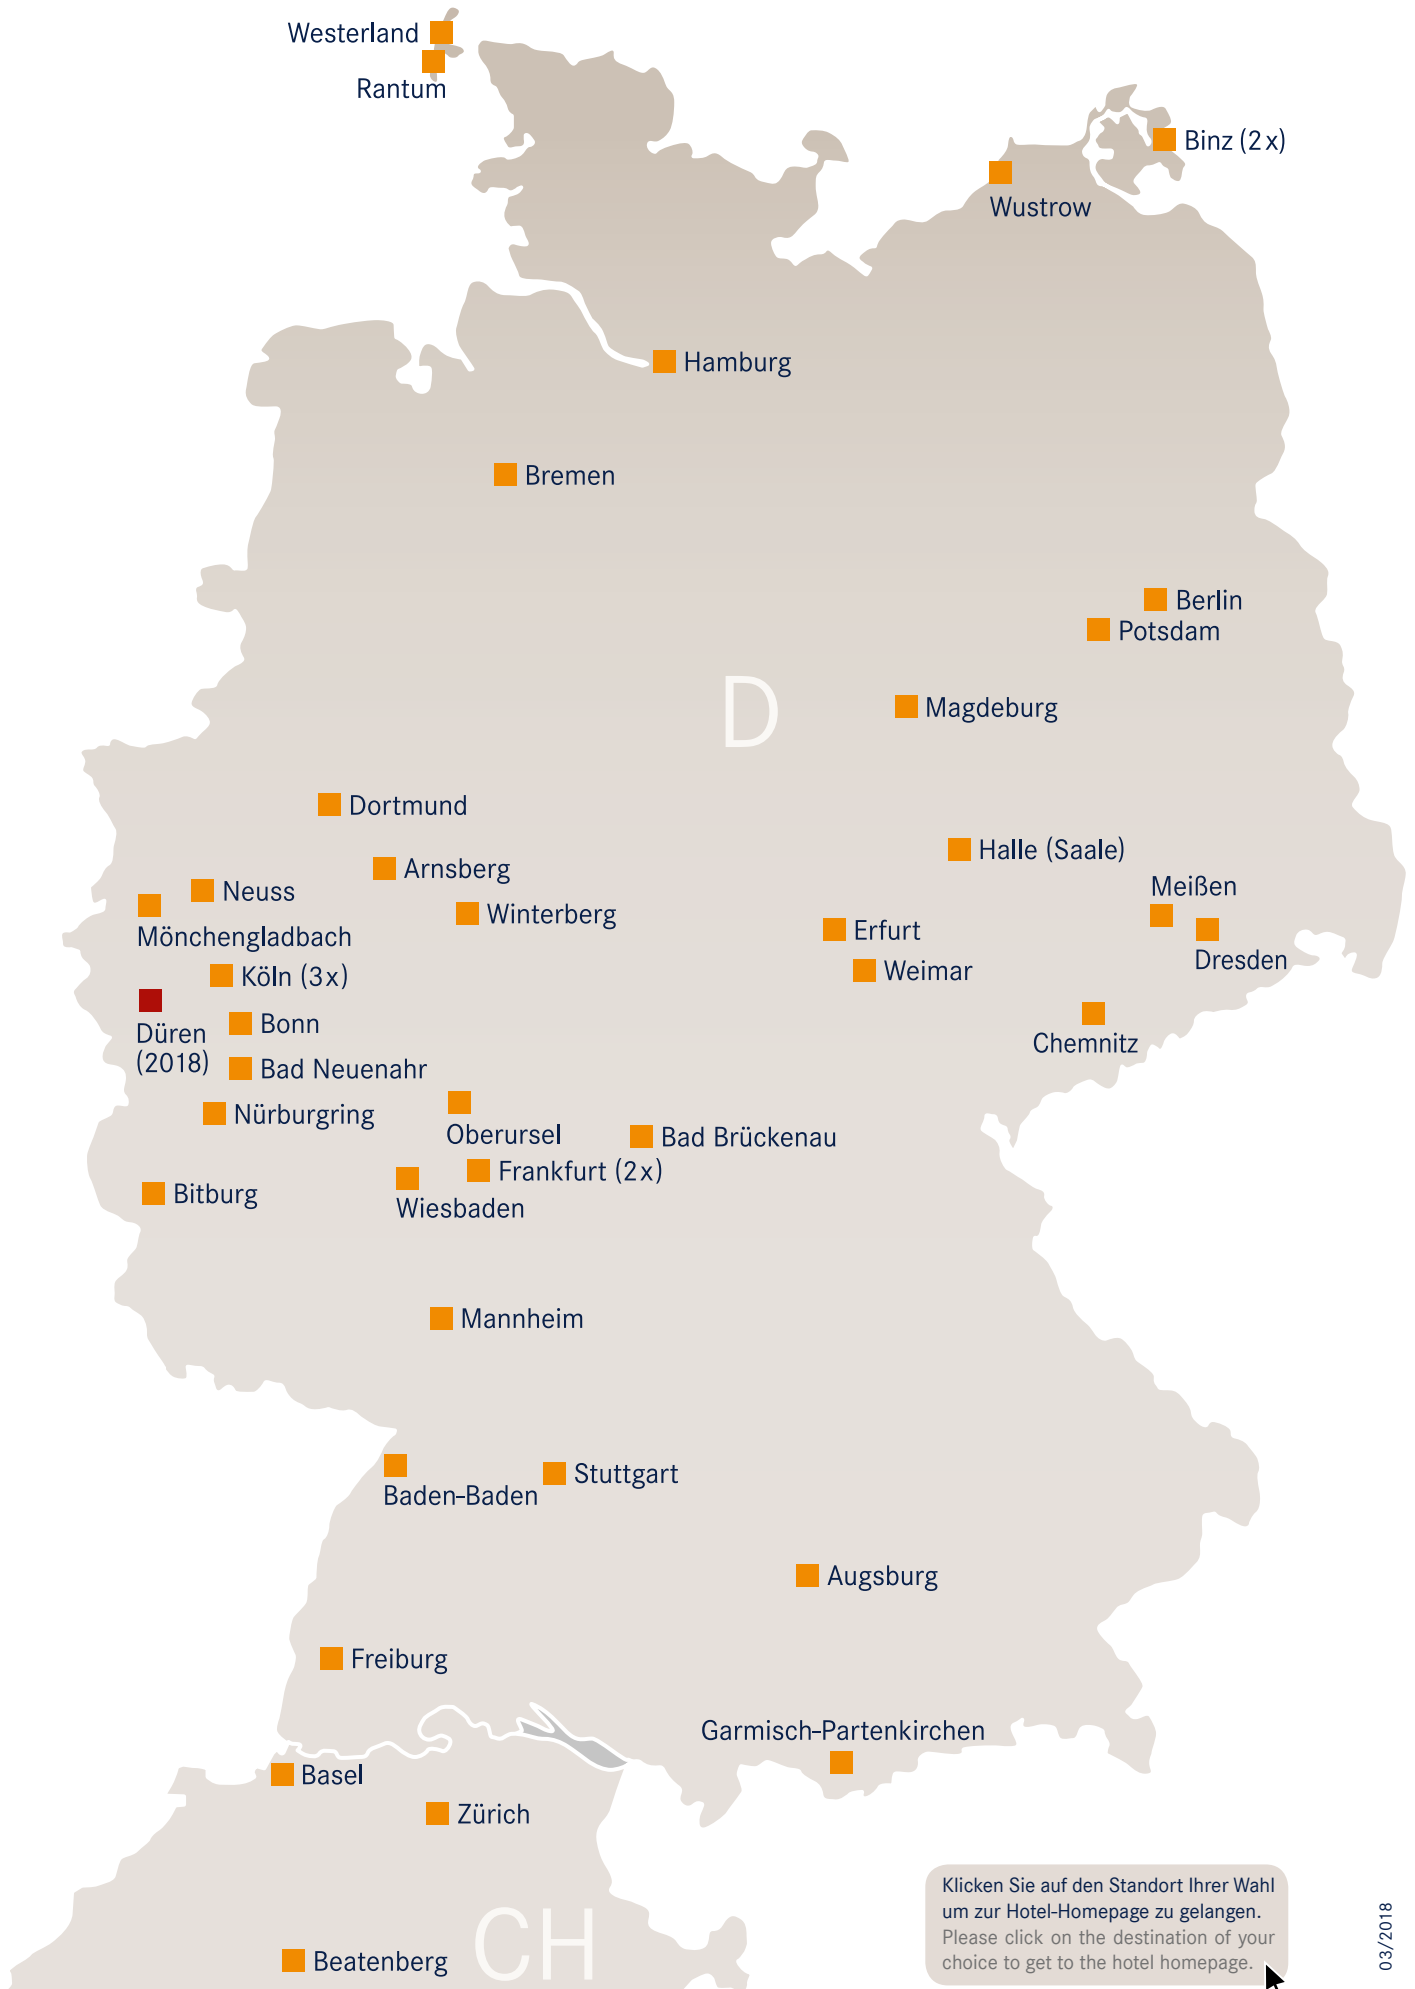 Westerland
Rantum
Binz (2x)
Wustrow
Hamburg
Bremen
Berlin
Potsdam
D
Magdeburg
Dortmund
Halle (Saale)
Arnsberg
Meißen
Neuss
Winterberg
Mönchengladbach
Erfurt
Dresden
Weimar
Köln (3x)
Düren
(2018)
Bonn
Chemnitz
Bad Neuenahr
Nürburgring
Oberursel
Bad Brückenau
Frankfurt (2x)
Bitburg
Wiesbaden
Mannheim
Stuttgart
Baden-Baden
Augsburg
Freiburg
Garmisch-Partenkirchen
Basel
Zürich
CH
Beatenberg
Klicken Sie auf den Standort Ihrer Wahl
um zur Hotel-Homepage zu gelangen.
Please click on the destination of your
choice to get to the hotel homepage.
03/2018